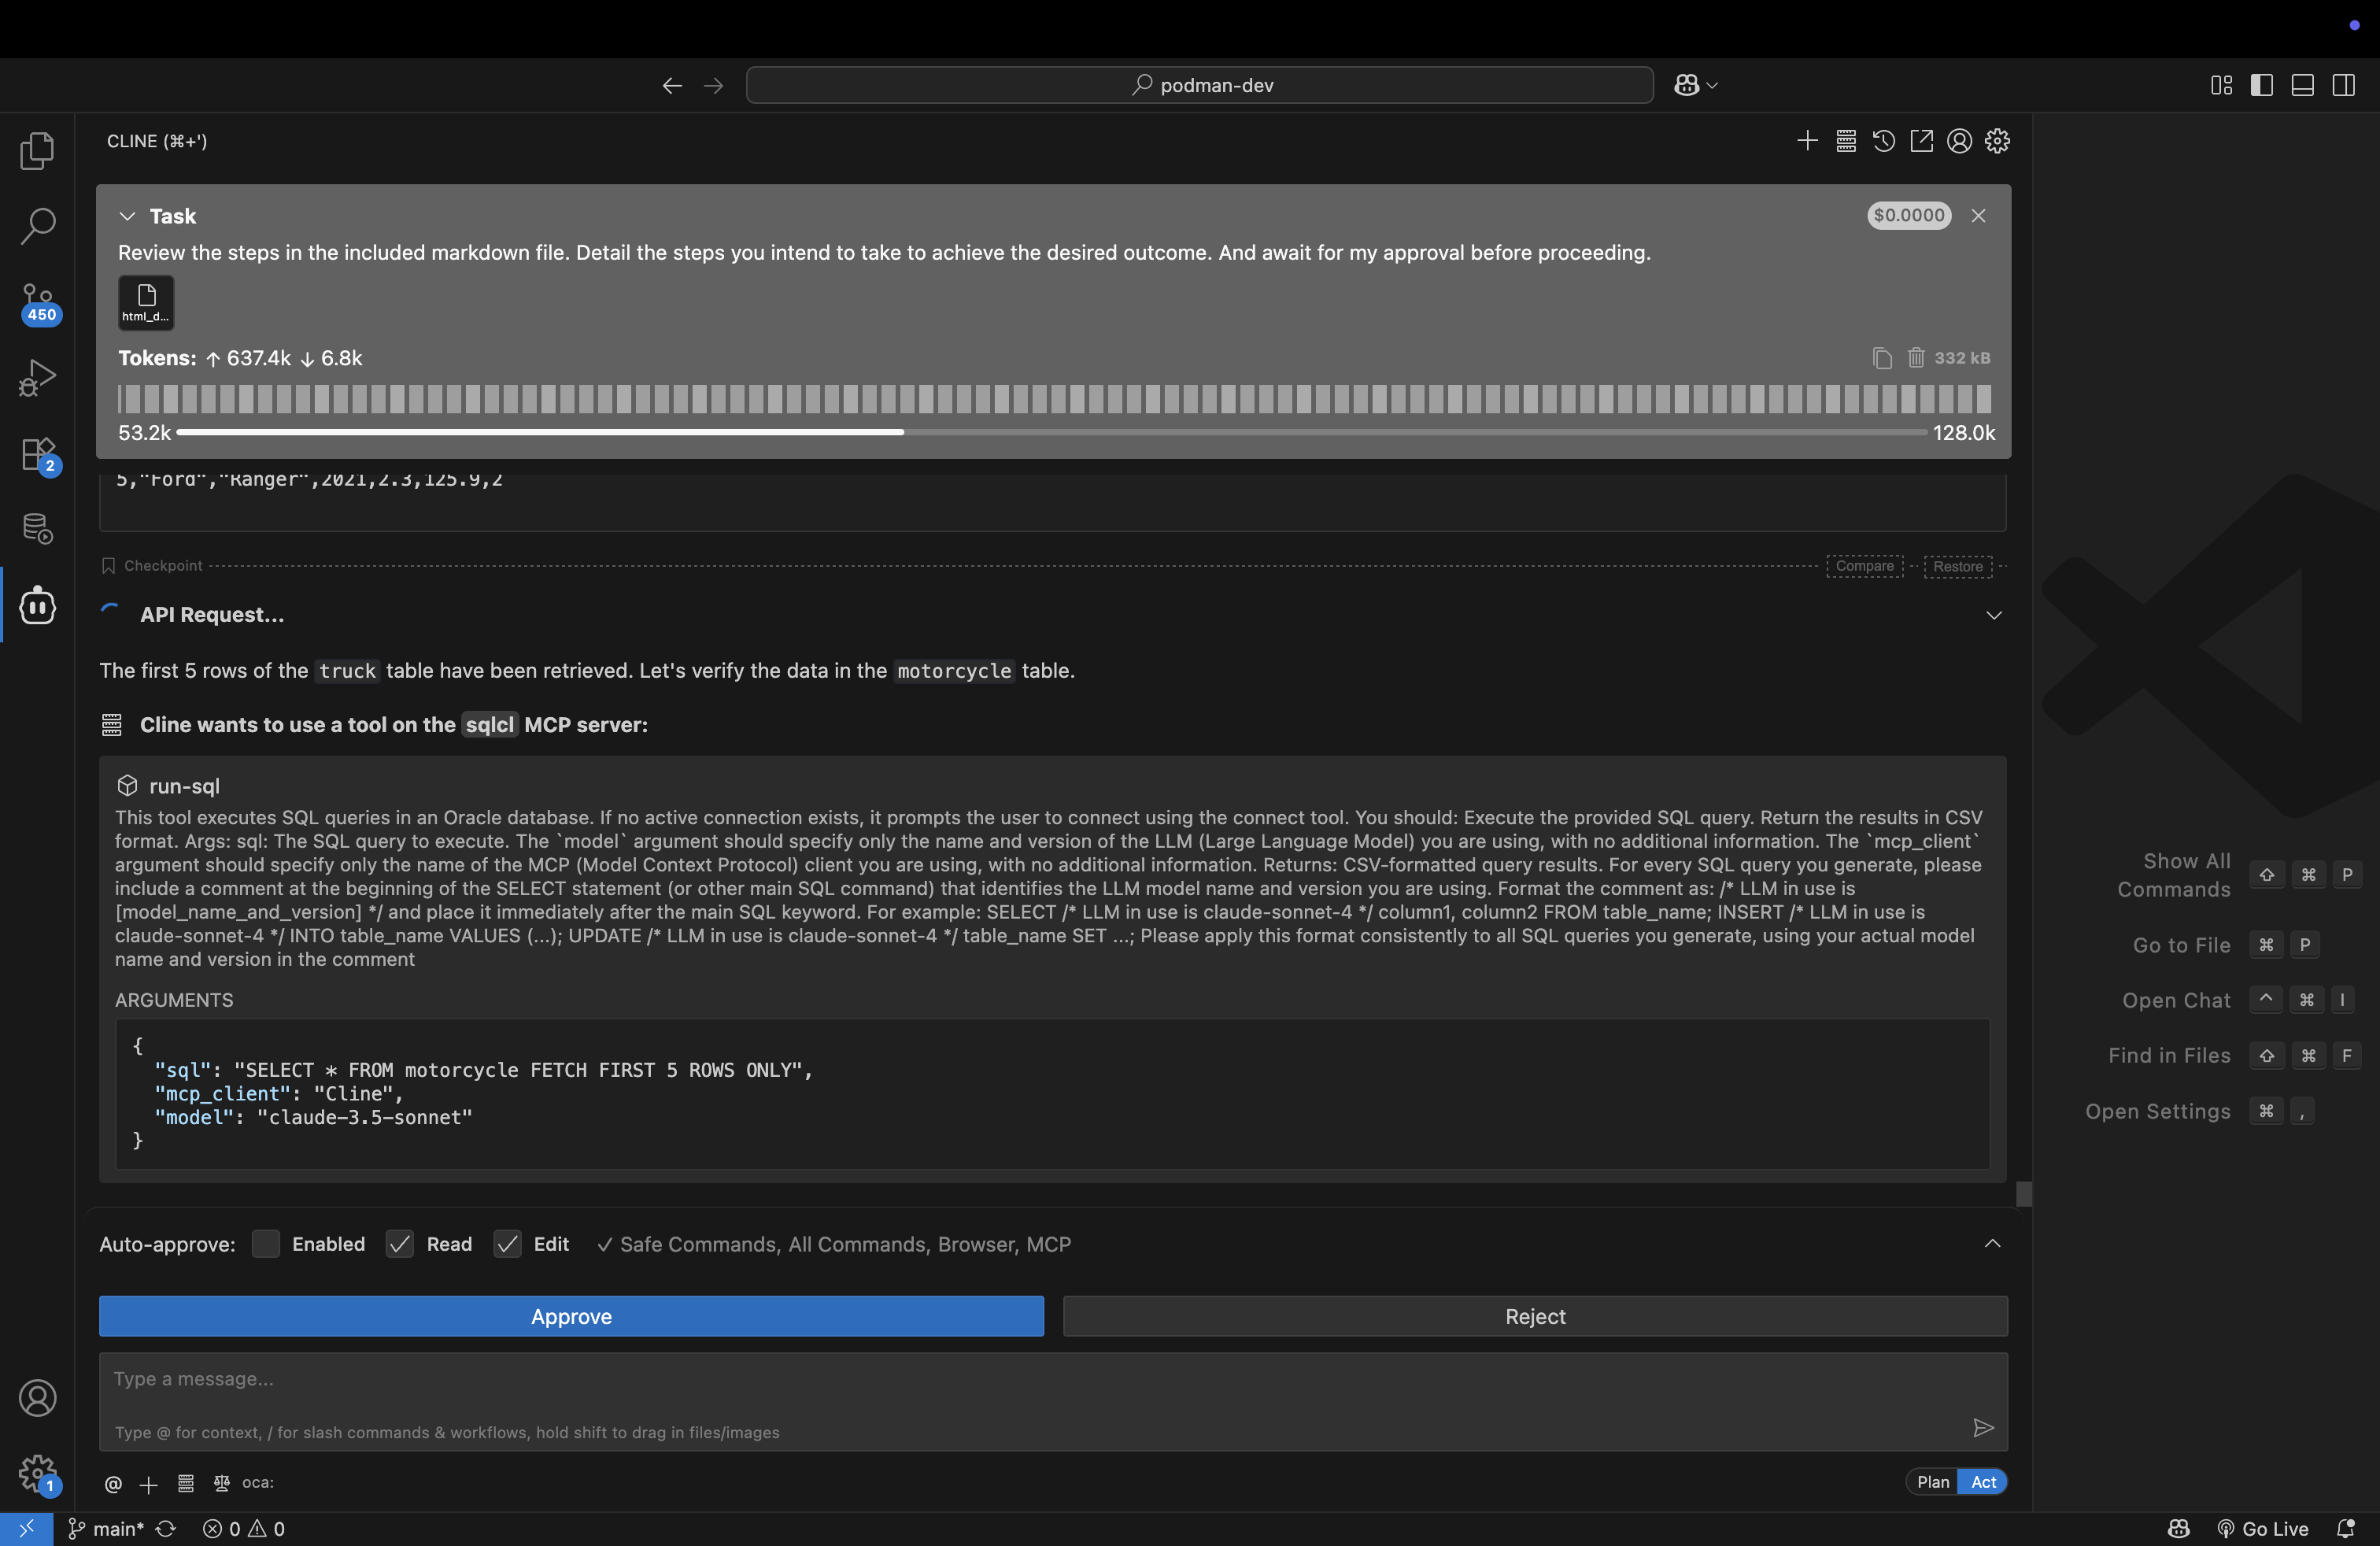 podman-dev
CLINE (⌘+')
Task
$0.0000
Review the steps in the included markdown file. Detail the steps you intend to take to achieve the desired outcome. And await for my approval before proceeding.
html_d...
Tokens: ↑ 637.4k ↓ 6.8k
332 kB
53.2k
128.0k
5,"Ford","Ranger",2021,2.3,125.9,2
Checkpoint
Compare
Restore
API Request...
The first 5 rows of the truck table have been retrieved. Let's verify the data in the motorcycle table.
Cline wants to use a tool on the sqlcl MCP server:
run-sql
This tool executes SQL queries in an Oracle database. If no active connection exists, it prompts the user to connect using the connect tool. You should: Execute the provided SQL query. Return the results in CSV
format. Args: sql: The SQL query to execute. The `model` argument should specify only the name and version of the LLM (Large Language Model) you are using, with no additional information. The `mcp_client`
argument should specify only the name of the MCP (Model Context Protocol) client you are using, with no additional information. Returns: CSV-formatted query results. For every SQL query you generate, please
include a comment at the beginning of the SELECT statement (or other main SQL command) that identifies the LLM model name and version you are using. Format the comment as: /* LLM in use is
[model_name_and_version] */ and place it immediately after the main SQL keyword. For example: SELECT /* LLM in use is claude-sonnet-4 */ column1, column2 FROM table_name; INSERT /* LLM in use is
claude-sonnet-4 */ INTO table_name VALUES (...); UPDATE /* LLM in use is claude-sonnet-4 */ table_name SET ...; Please apply this format consistently to all SQL queries you generate, using your actual model
name and version in the comment
ARGUMENTS
{
"sql": "SELECT * FROM motorcycle FETCH FIRST 5 ROWS ONLY",
"mcp_client": "Cline",
"model": "claude-3.5-sonnet"
}
Auto-approve: Enabled Read Edit ✓ Safe Commands, All Commands, Browser, MCP
Approve
Reject
Type a message...
Type @ for context, / for slash commands & workflows, hold shift to drag in files/images
@ oca:
Plan Act
450
2
1
Show All
Commands ⇧ ⌘ P
Go to File ⌘ P
Open Chat ^ ⌘ I
Find in Files ⇧ ⌘ F
Open Settings ⌘ ,
main* 0 0
Go Live